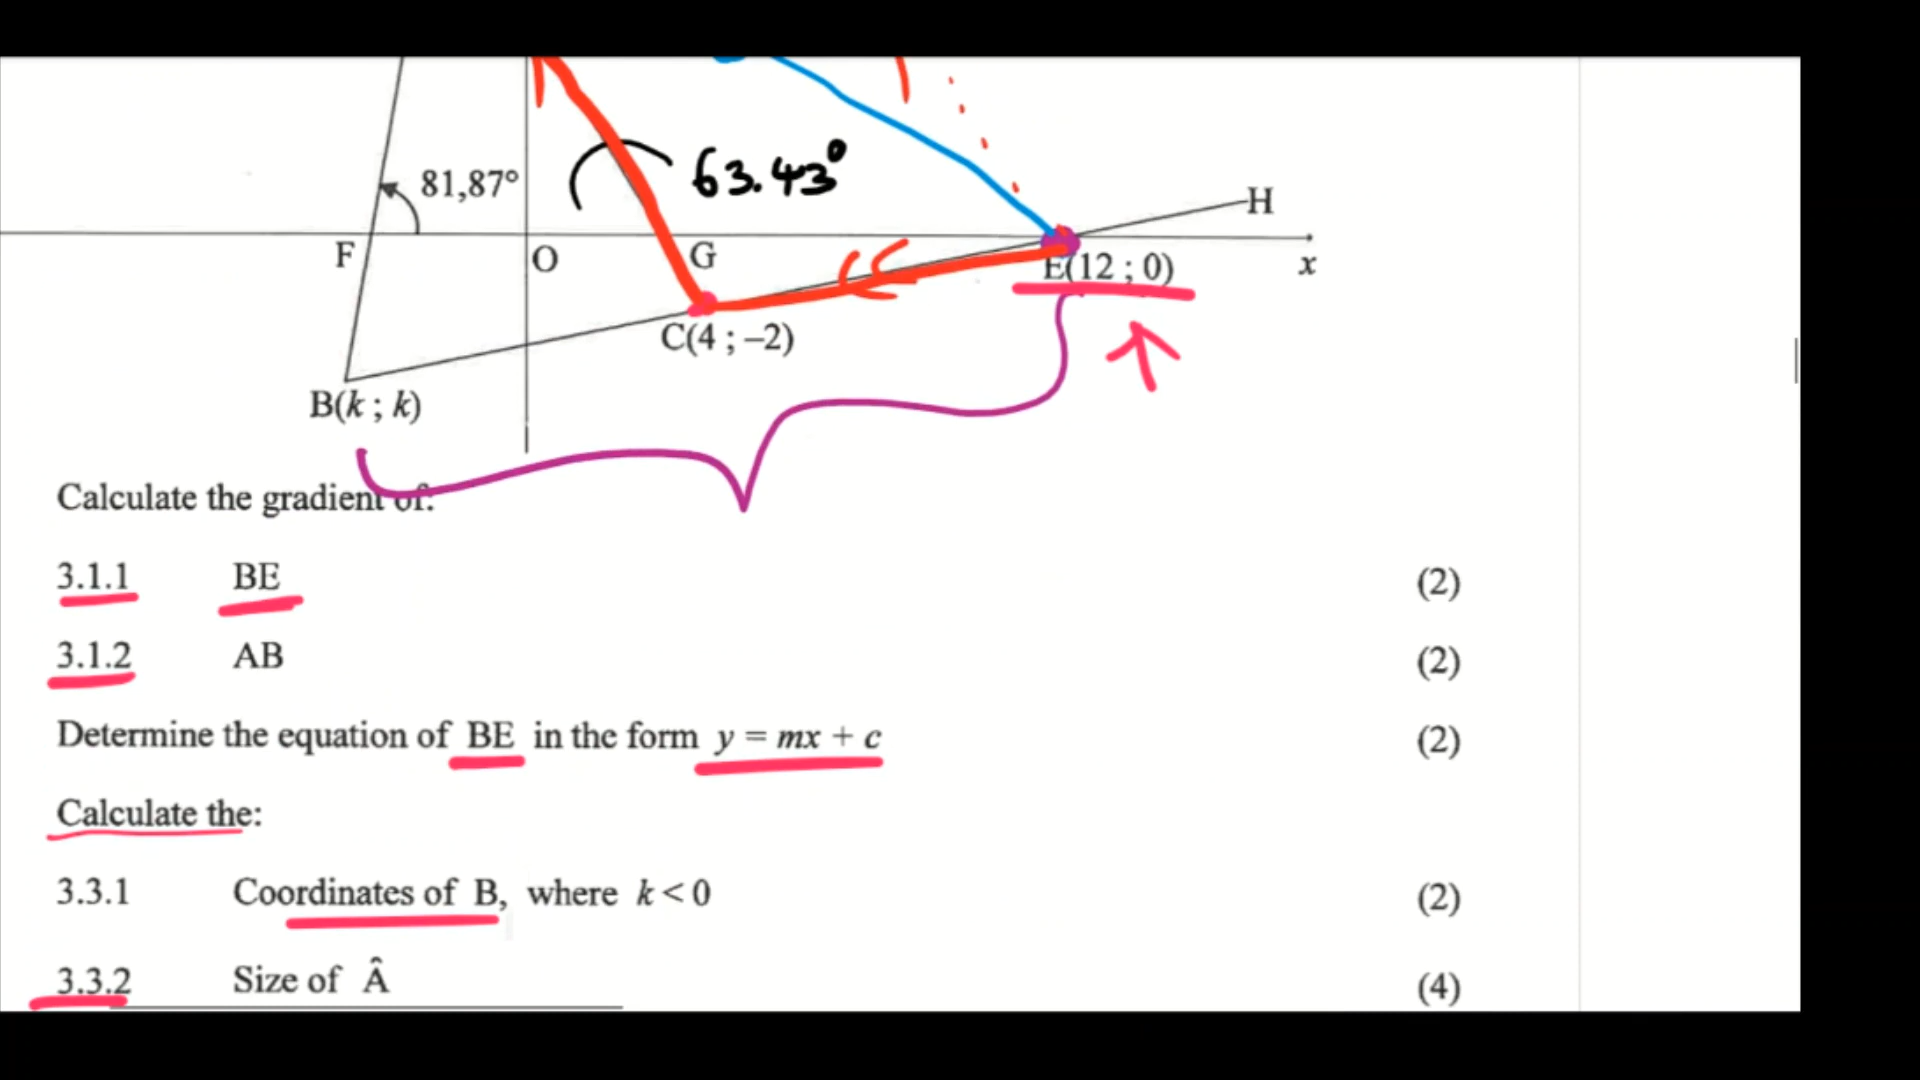 81,87°
63.43°
H
F
O
G
E(12 ; 0)
x
C(4 ; –2)
B(k ; k)
Calculate the gradient of:
3.1.1 BE (2)
3.1.2 AB (2)
Determine the equation of BE in the form y = mx + c (2)
Calculate the:
3.3.1 Coordinates of B, where k < 0 (2)
3.3.2 Size of Â (4)